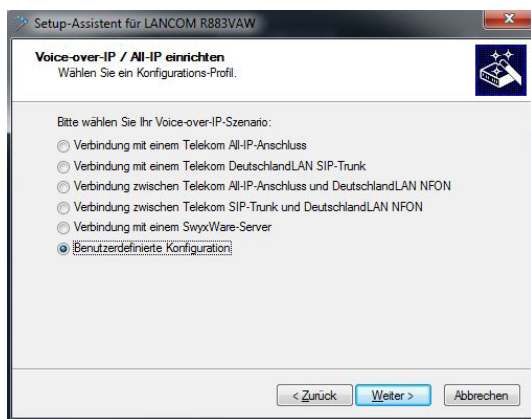 Setup-Assistent für LANCOM R883VAW
Voice-over-IP / All-IP einrichten
Wählen Sie ein Konfigurations-Profil.
Bitte wählen Sie Ihr Voice-over-IP-Szenario:
Verbindung mit einem Telekom All-IP-Anschluss
Verbindung mit einem Telekom DeutschlandLAN SIP-Trunk
Verbindung zwischen Telekom All-IP-Anschluss und DeutschlandLAN NFON
Verbindung zwischen Telekom SIP-Trunk und DeutschlandLAN NFON
Verbindung mit einem SwyxWare-Server
Benutzerdefinierte Konfiguration
< Zurück Weiter > Abbrechen